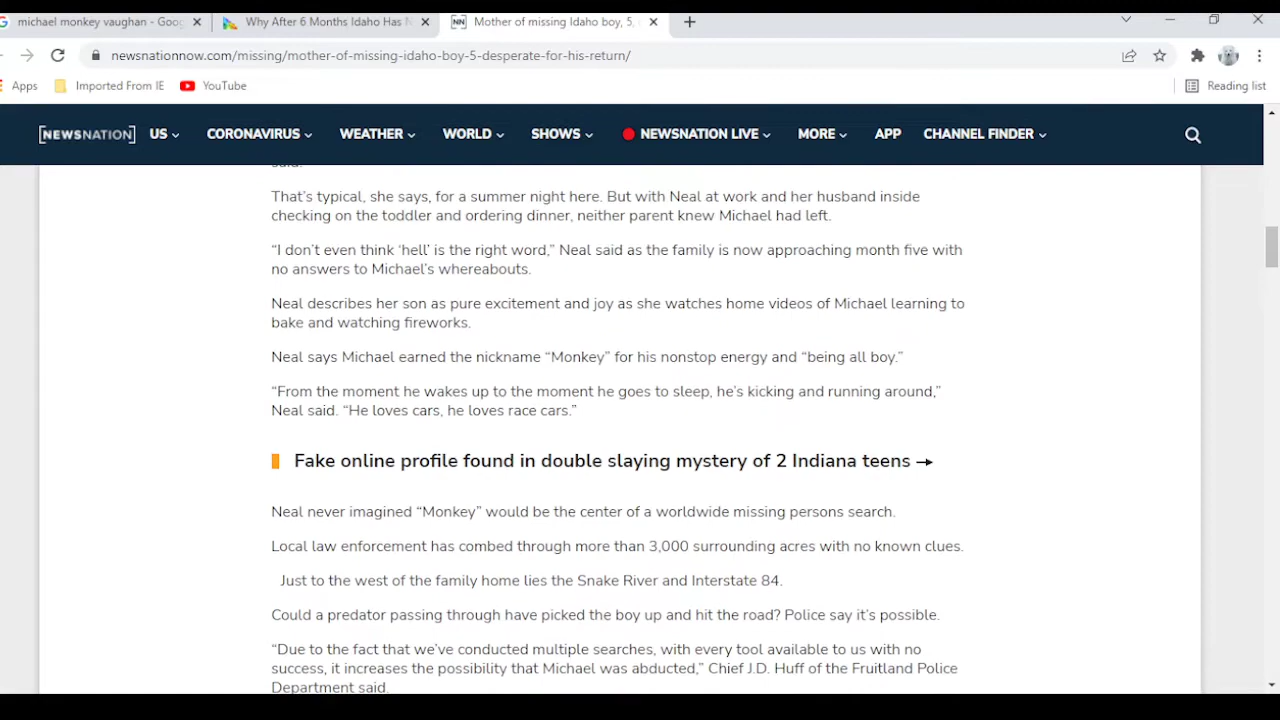 michael monkey vaughan - Goog
Why After 6 Months Idaho Has N
Mother of missing Idaho boy, 5,
newsnationnow.com/missing/mother-of-missing-idaho-boy-5-desperate-for-his-return/
Apps Imported From IE YouTube Reading list
[NEWSNATION] US CORONAVIRUS WEATHER WORLD SHOWS NEWSNATION LIVE MORE APP CHANNEL FINDER
said.
That’s typical, she says, for a summer night here. But with Neal at work and her husband inside
checking on the toddler and ordering dinner, neither parent knew Michael had left.
“I don’t even think ‘hell’ is the right word,” Neal said as the family is now approaching month five with
no answers to Michael’s whereabouts.
Neal describes her son as pure excitement and joy as she watches home videos of Michael learning to
bake and watching fireworks.
Neal says Michael earned the nickname “Monkey” for his nonstop energy and “being all boy.”
“From the moment he wakes up to the moment he goes to sleep, he’s kicking and running around,”
Neal said. “He loves cars, he loves race cars.”
Fake online profile found in double slaying mystery of 2 Indiana teens →
Neal never imagined “Monkey” would be the center of a worldwide missing persons search.
Local law enforcement has combed through more than 3,000 surrounding acres with no known clues.
Just to the west of the family home lies the Snake River and Interstate 84.
Could a predator passing through have picked the boy up and hit the road? Police say it’s possible.
“Due to the fact that we’ve conducted multiple searches, with every tool available to us with no
success, it increases the possibility that Michael was abducted,” Chief J.D. Huff of the Fruitland Police
Department said.